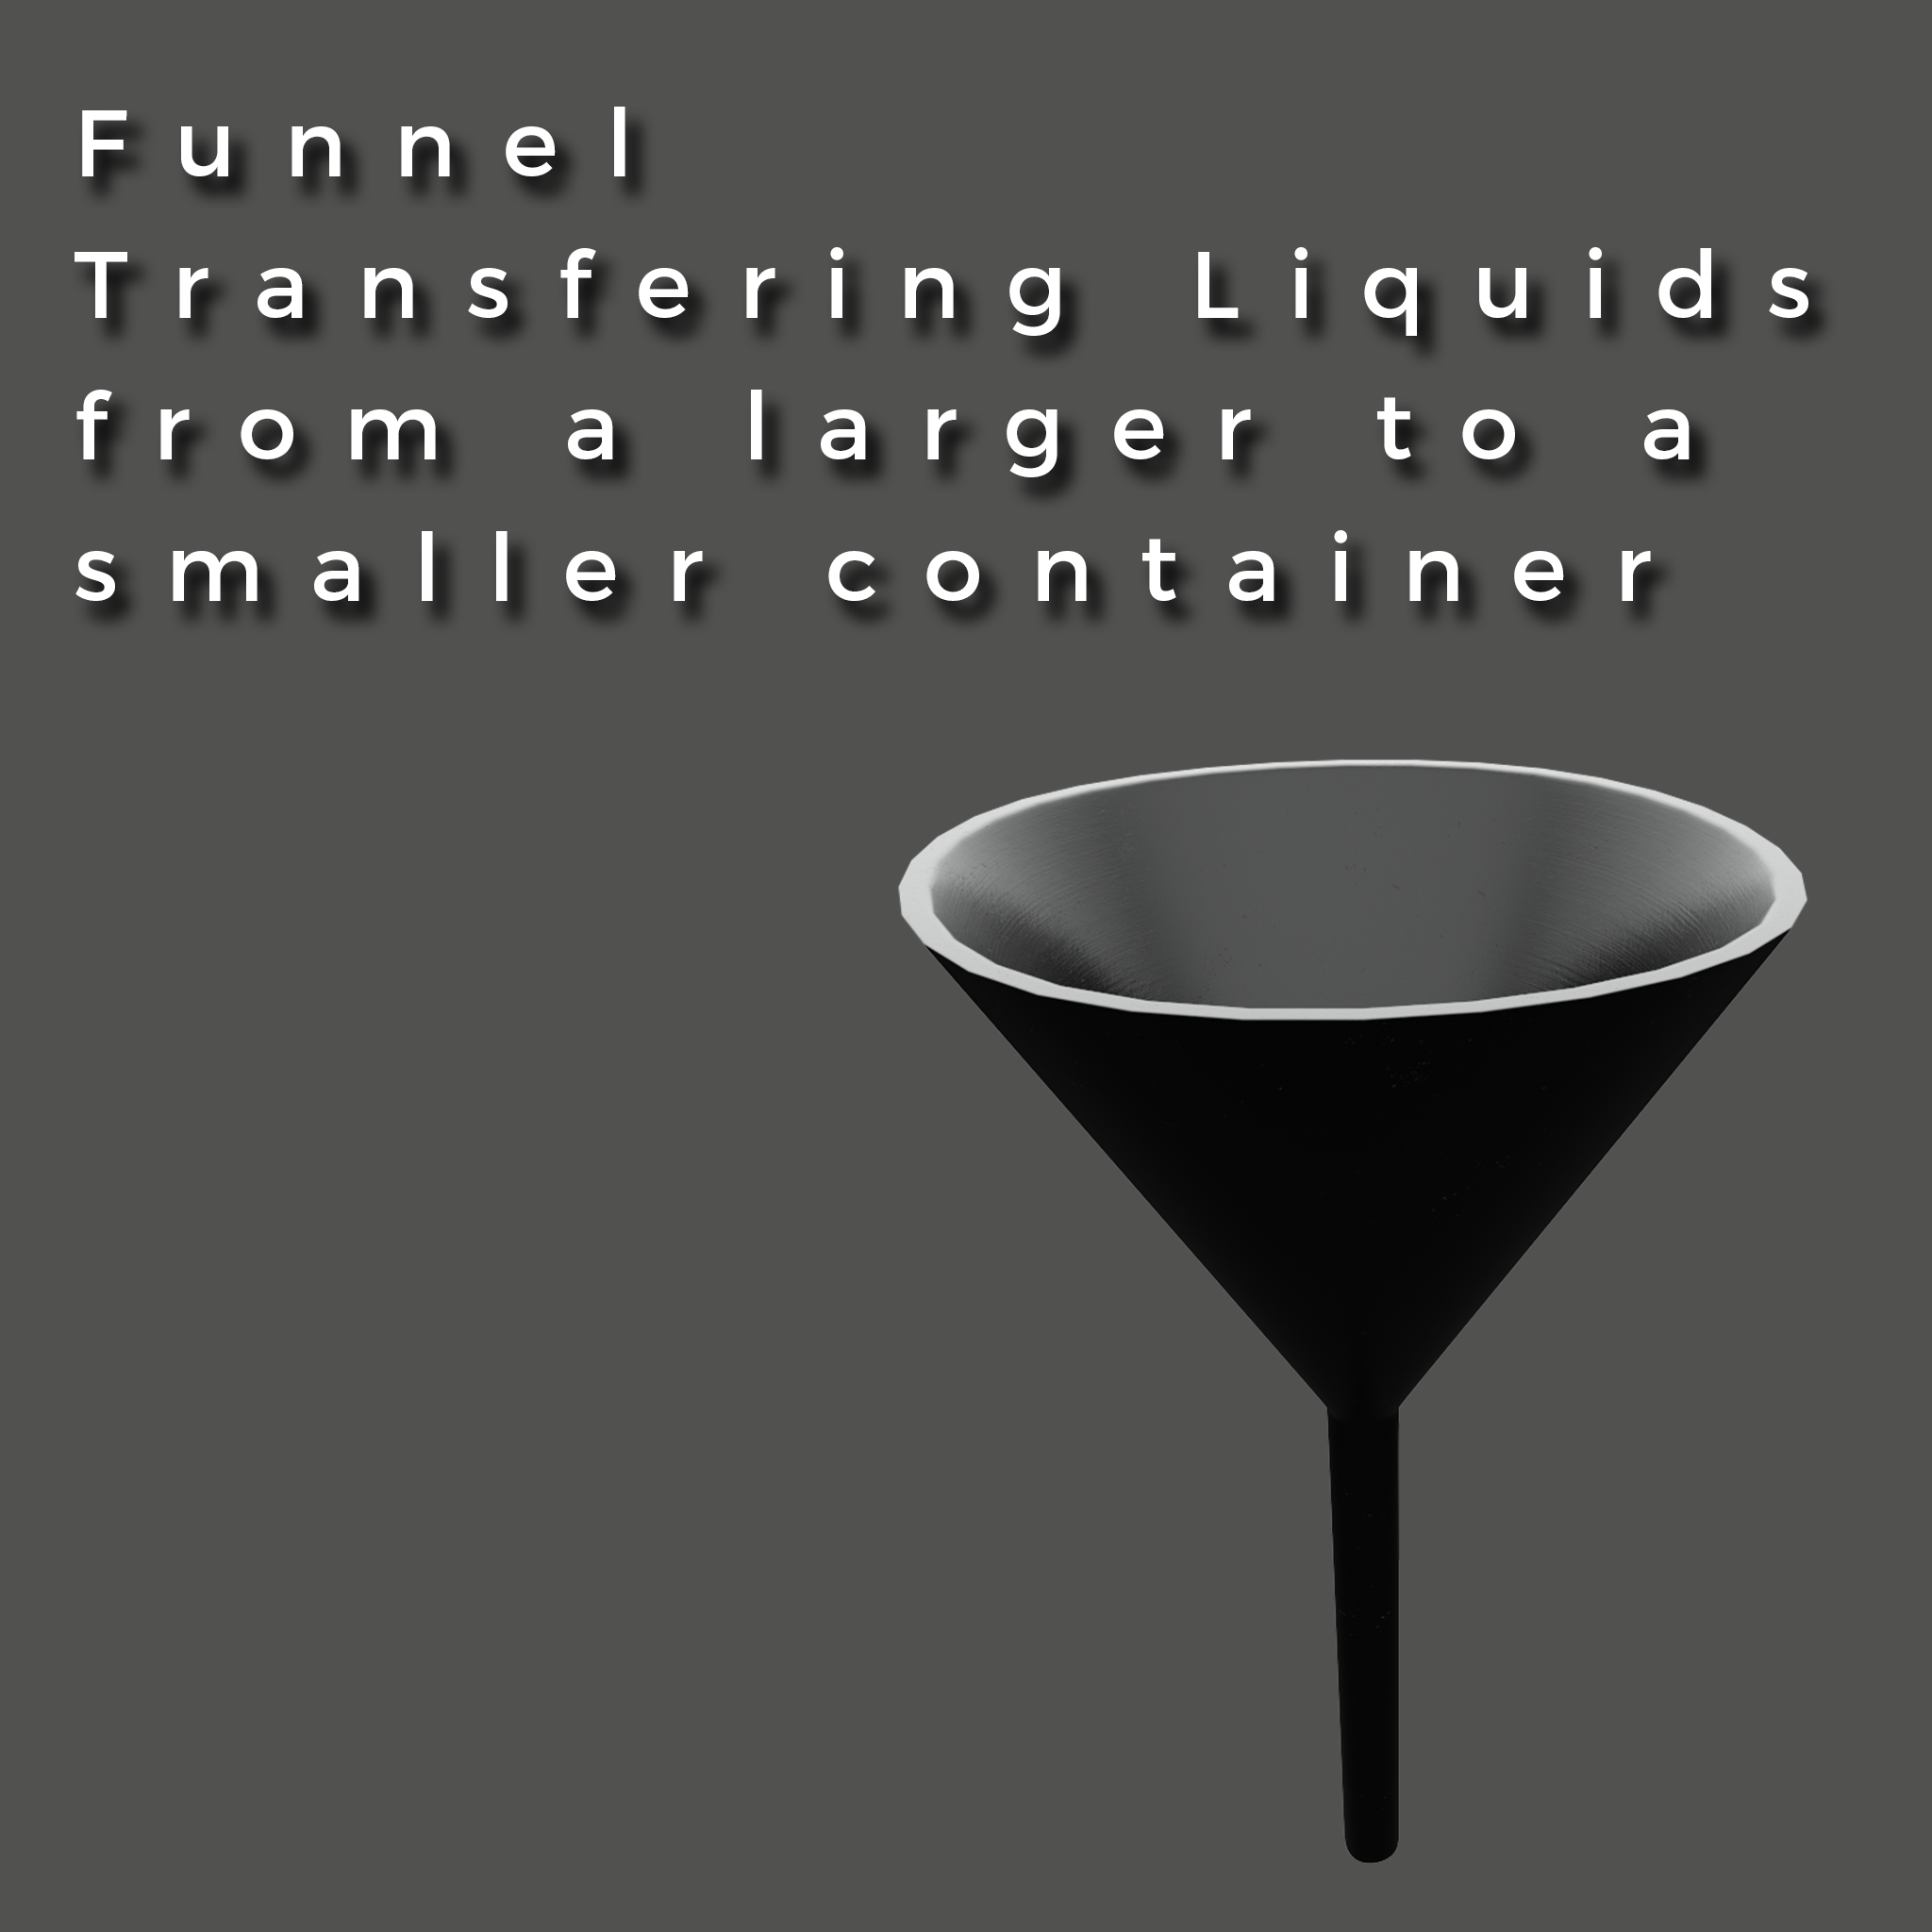 Funnel
Transfering Liquids
from a larger to a
smaller container